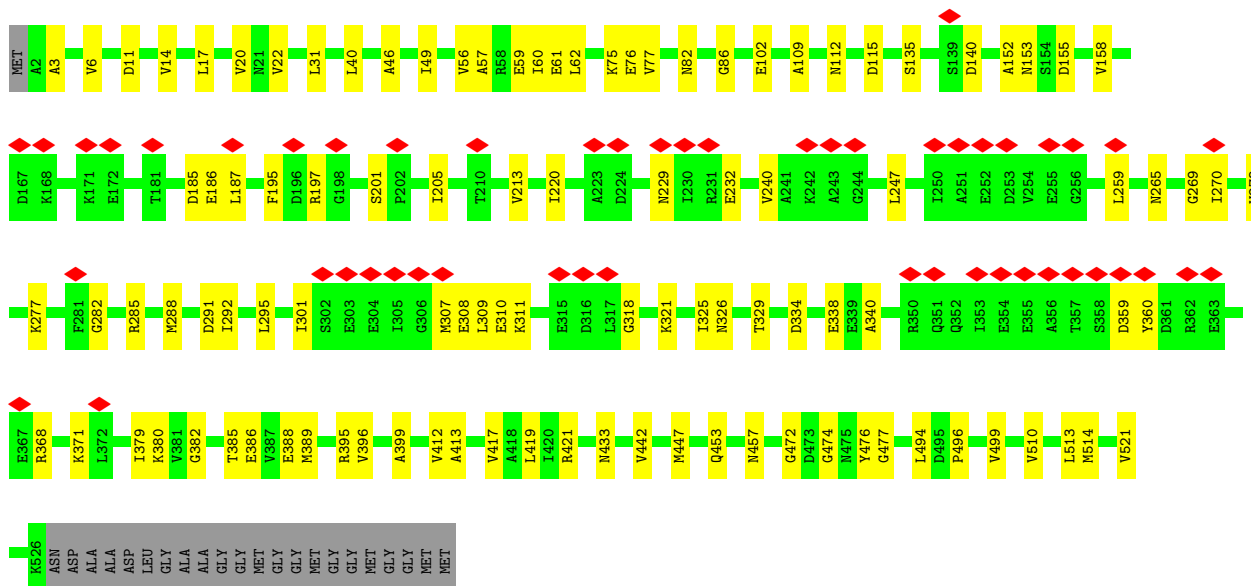 MET A2 A3 V6 D11 V14 L17 V20 N21 V22 L31 L40 A46 I49 V56 A57 R58 E59 I60 E61 L62 K75 E76 V77 N82 G86 E102 A109 N112 D115 S135 S139 D140 A152 N153 S154 D155 V158
D167 K168 K171 E172 T181 D185 E186 L187 F195 D196 R197 G198 S201 P202 I205 T210 V213 I220 A223 D224 N229 I230 R231 E232 V240 A241 K242 A243 G244 L247 I250 A251 E252 D253 V254 E255 G256 L259 N265 G269 I270
K277 F281 G282 R285 M288 D291 I292 L295 I301 S302 E303 E304 I305 G306 M307 E308 L309 E310 K311 E315 D316 L317 G318 K321 I325 N326 T329 D334 E338 E339 A340 R350 Q351 Q352 I353 E354 E355 A356 T357 S358 D359 Y360 D361 R362 E363
E367 R368 K371 L372 I379 K380 V381 G382 T385 E386 V387 E388 M389 R395 V396 A399 V412 A413 V417 A418 L419 I420 R421 N433 V442 M447 Q453 N457 G472 D473 G474 N475 Y476 G477 L494 D495 P496 V499 V510 L513 M514 V521
K526 ASN ASP ALA ALA ASP LEU GLY ALA ALA GLY GLY MET GLY GLY MET GLY GLY MET MET